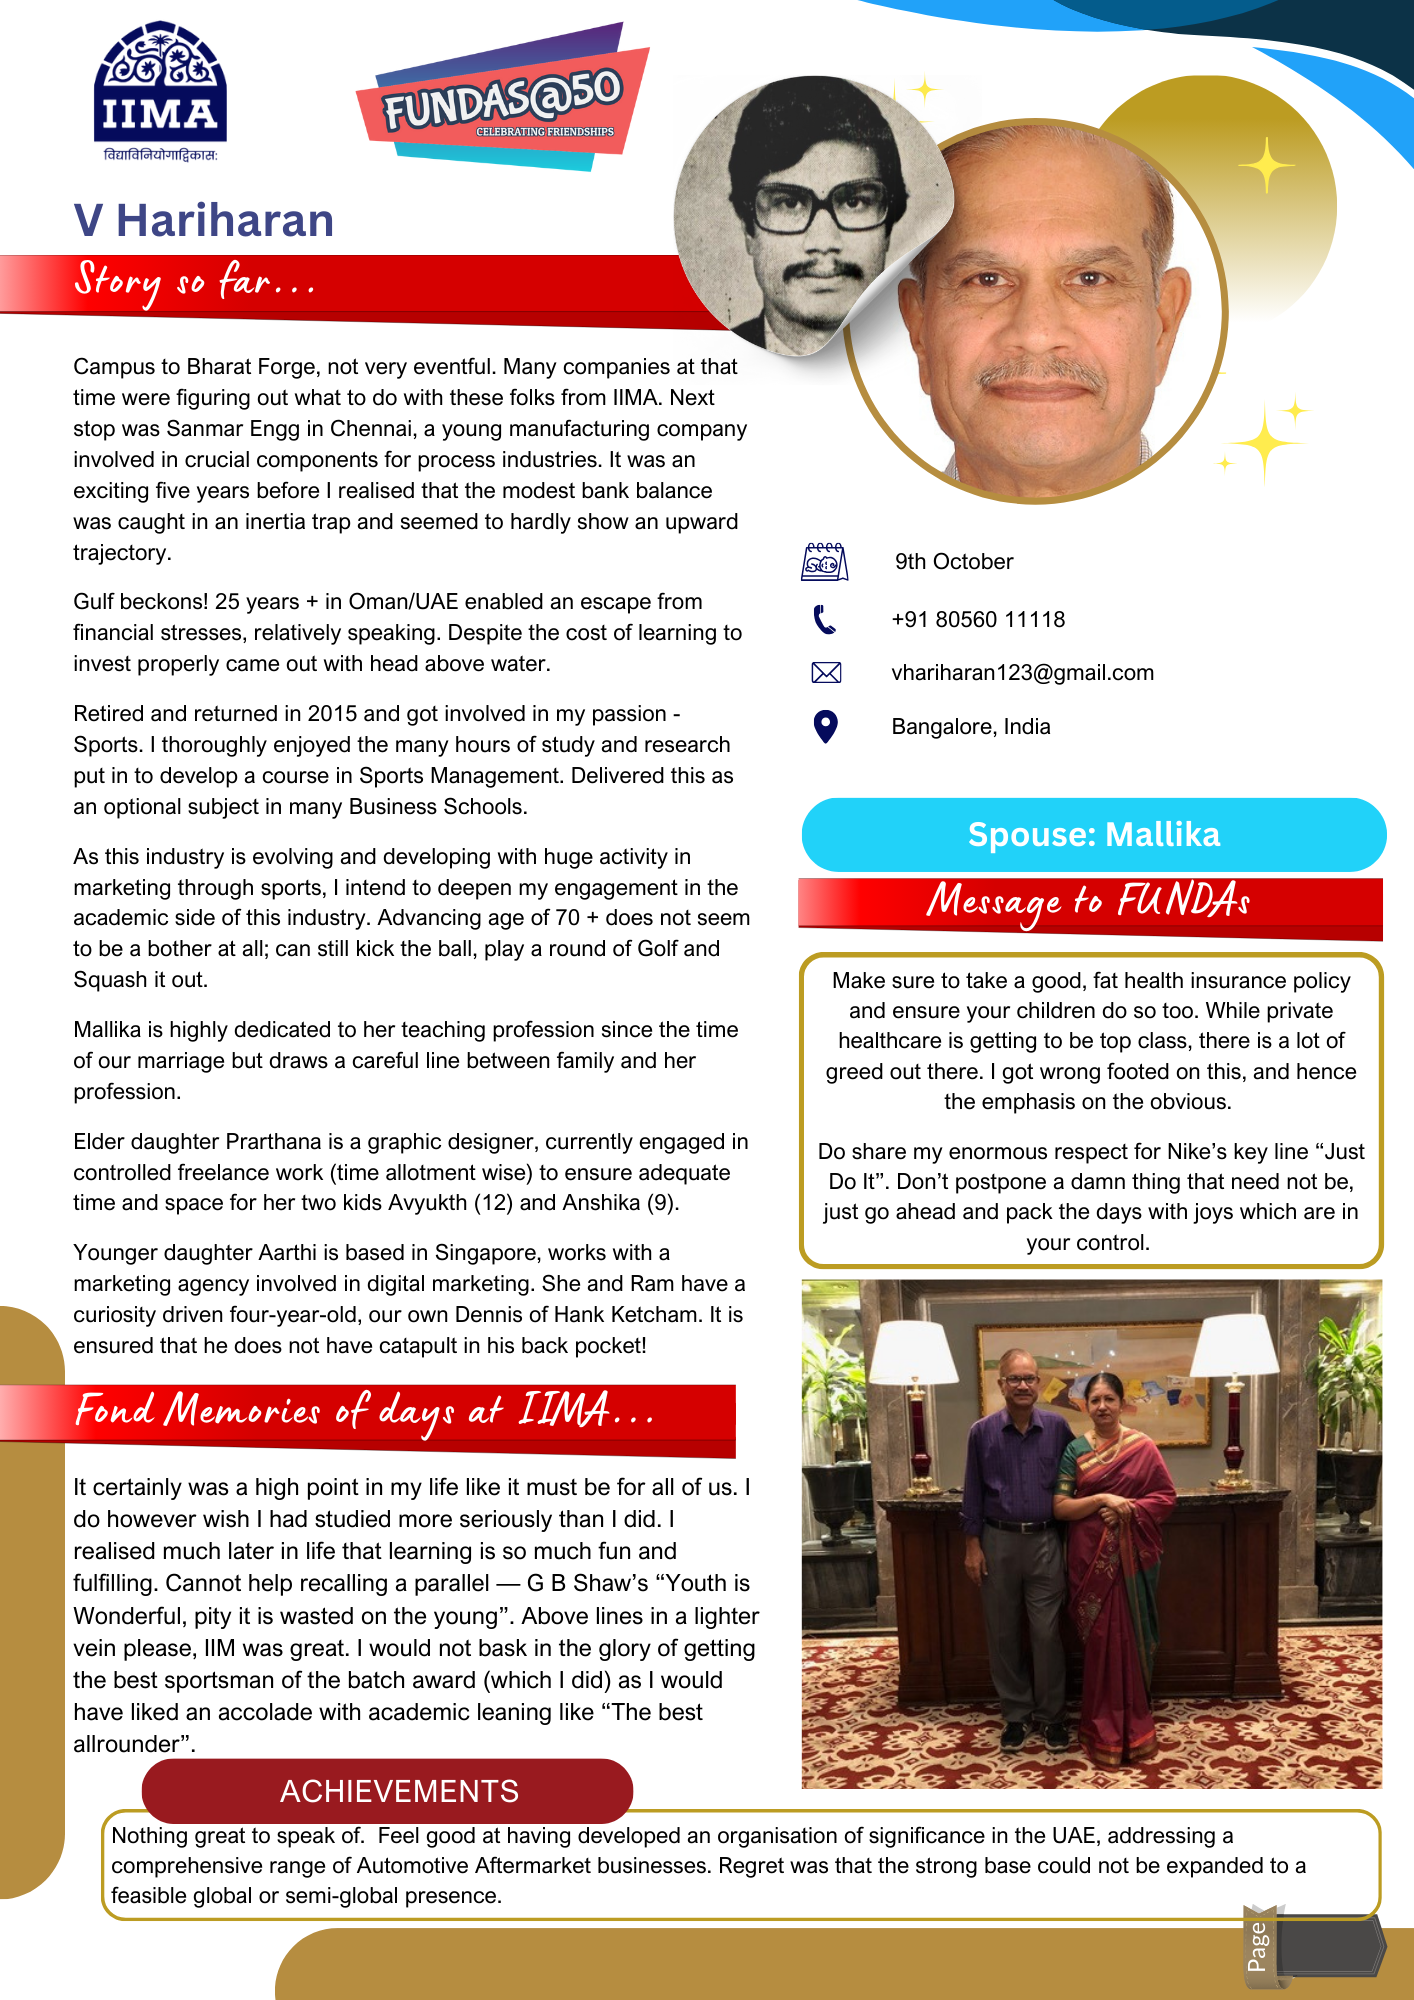 IIMA
विद्याविनियोगाद्विकासः
FUNDAS@50
CELEBRATING FRIENDSHIPS
V Hariharan
Story so far...
Campus to Bharat Forge, not very eventful. Many companies at that
time were figuring out what to do with these folks from IIMA. Next
stop was Sanmar Engg in Chennai, a young manufacturing company
involved in crucial components for process industries. It was an
exciting five years before I realised that the modest bank balance
was caught in an inertia trap and seemed to hardly show an upward
trajectory.
Gulf beckons! 25 years + in Oman/UAE enabled an escape from
financial stresses, relatively speaking. Despite the cost of learning to
invest properly came out with head above water.
Retired and returned in 2015 and got involved in my passion -
Sports. I thoroughly enjoyed the many hours of study and research
put in to develop a course in Sports Management. Delivered this as
an optional subject in many Business Schools.
As this industry is evolving and developing with huge activity in
marketing through sports, I intend to deepen my engagement in the
academic side of this industry. Advancing age of 70 + does not seem
to be a bother at all; can still kick the ball, play a round of Golf and
Squash it out.
Mallika is highly dedicated to her teaching profession since the time
of our marriage but draws a careful line between family and her
profession.
Elder daughter Prarthana is a graphic designer, currently engaged in
controlled freelance work (time allotment wise) to ensure adequate
time and space for her two kids Avyukth (12) and Anshika (9).
Younger daughter Aarthi is based in Singapore, works with a
marketing agency involved in digital marketing. She and Ram have a
curiosity driven four-year-old, our own Dennis of Hank Ketcham. It is
ensured that he does not have catapult in his back pocket!
Fond Memories of days at IIMA...
It certainly was a high point in my life like it must be for all of us. I
do however wish I had studied more seriously than I did. I
realised much later in life that learning is so much fun and
fulfilling. Cannot help recalling a parallel — G B Shaw’s “Youth is
Wonderful, pity it is wasted on the young”. Above lines in a lighter
vein please, IIM was great. I would not bask in the glory of getting
the best sportsman of the batch award (which I did) as I would
have liked an accolade with academic leaning like “The best
allrounder”.
9th October
+91 80560 11118
vhariharan123@gmail.com
Bangalore, India
Spouse: Mallika
Message to FUNDAs
Make sure to take a good, fat health insurance policy
and ensure your children do so too. While private
healthcare is getting to be top class, there is a lot of
greed out there. I got wrong footed on this, and hence
the emphasis on the obvious.
Do share my enormous respect for Nike’s key line “Just
Do It”. Don’t postpone a damn thing that need not be,
just go ahead and pack the days with joys which are in
your control.
ACHIEVEMENTS
Nothing great to speak of.  Feel good at having developed an organisation of significance in the UAE, addressing a
comprehensive range of Automotive Aftermarket businesses. Regret was that the strong base could not be expanded to a
feasible global or semi-global presence.
Page